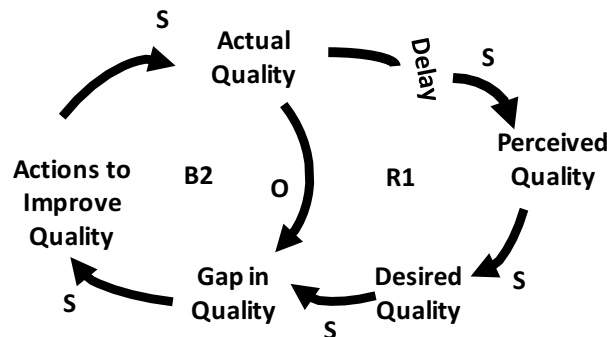 S
Actual
Quality
Delay
S
Perceived
Quality
Actions to
Improve
Quality
B2
O
R1
Gap in
Quality
Desired
Quality
S
S
S